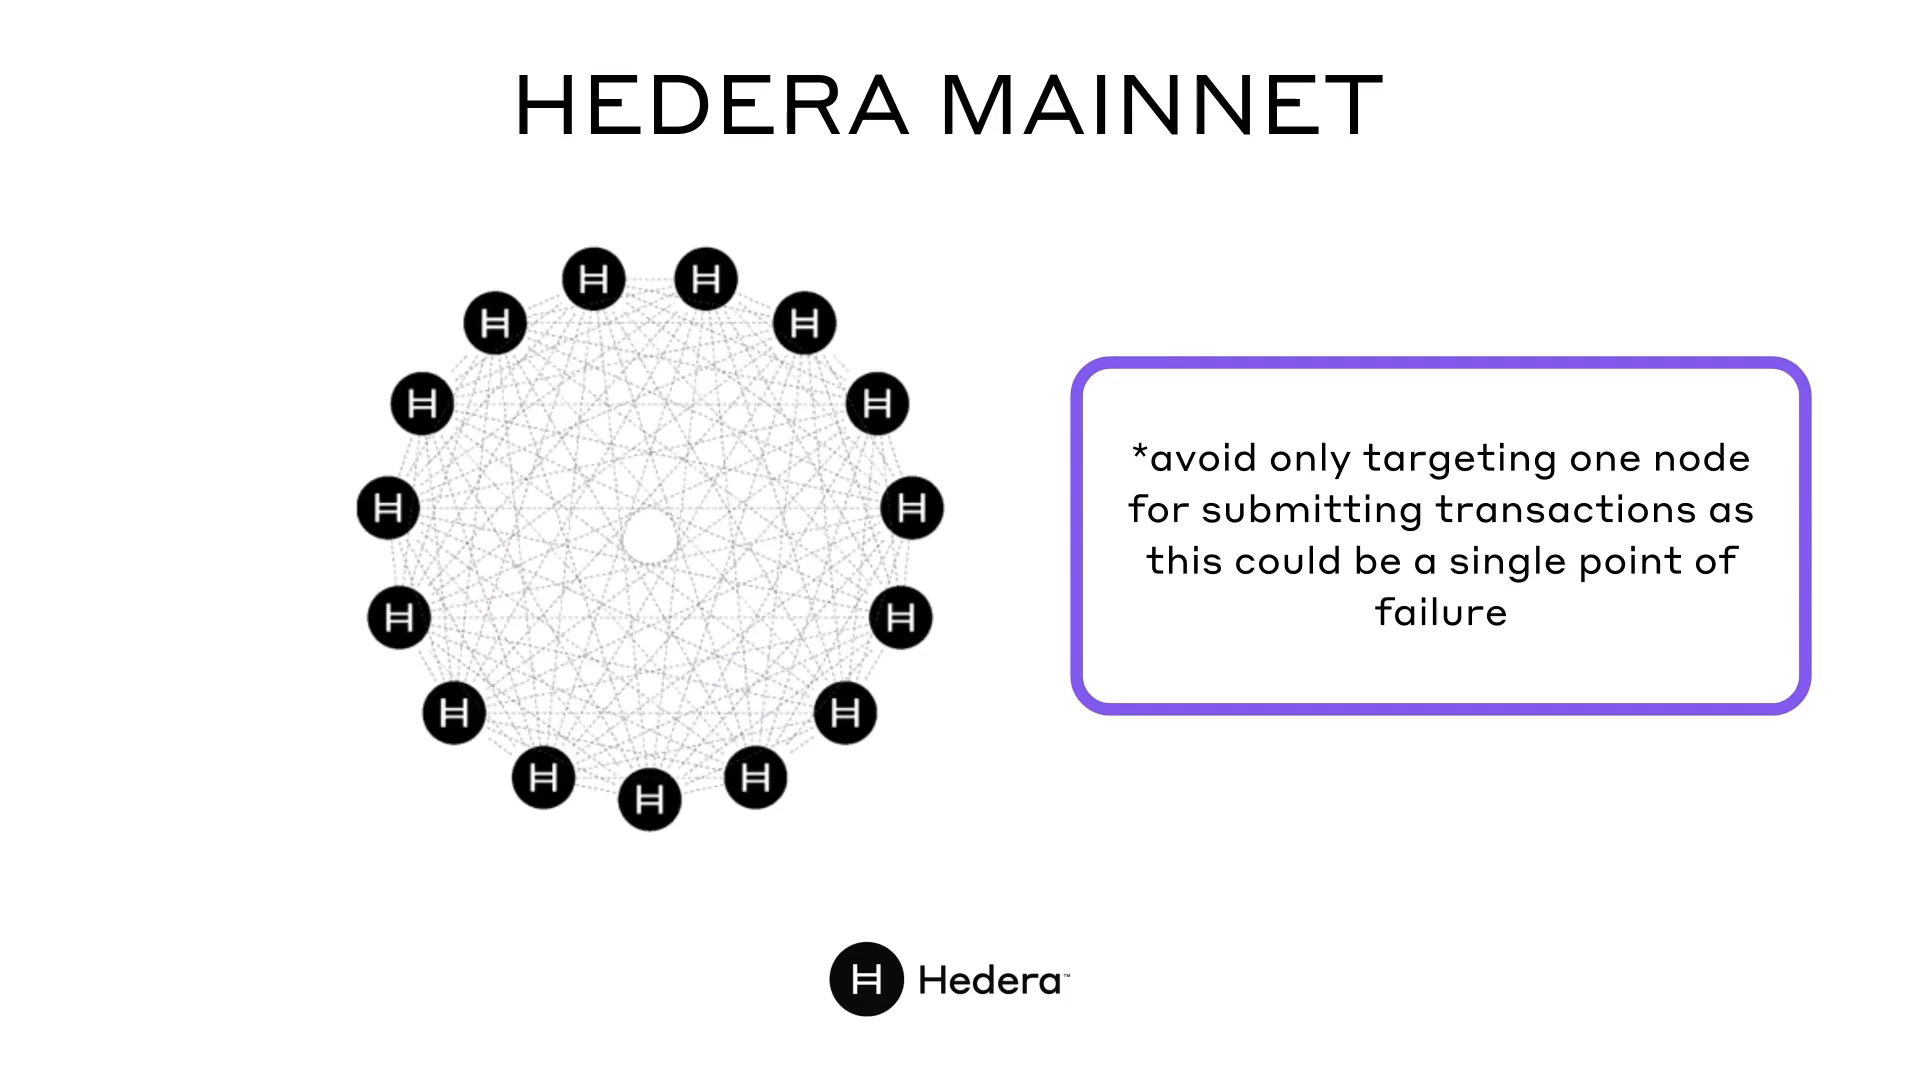 HEDERA MAINNET
*avoid only targeting one node
for submitting transactions as
this could be a single point of
failure
Hedera™